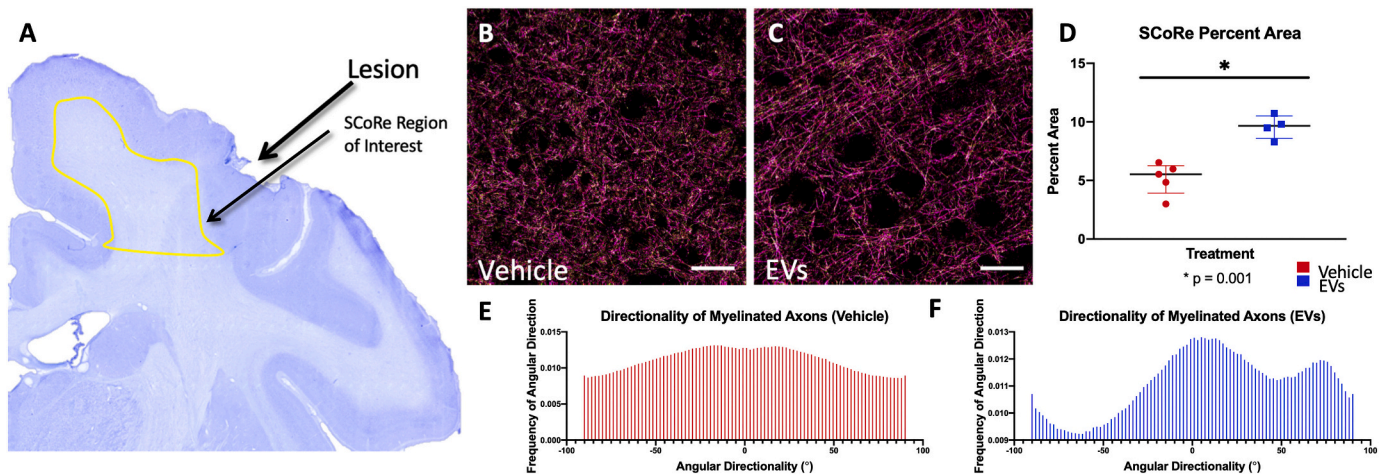 A
Lesion
SCoRe Region
of Interest
B
Vehicle
C
EVs
D
SCoRe Percent Area
*
15
10
5
0
Percent Area
Treatment
* p = 0.001
Vehicle
EVs
E
Directionality of Myelinated Axons (Vehicle)
Frequency of Angular Direction
0.015
0.010
0.005
0.000
-100
-50
0
50
100
Angular Directionality (°)
F
Directionality of Myelinated Axons (EVs)
Frequency of Angular Direction
0.013
0.012
0.011
0.010
0.009
-100
-50
0
50
100
Angular Directionality (°)